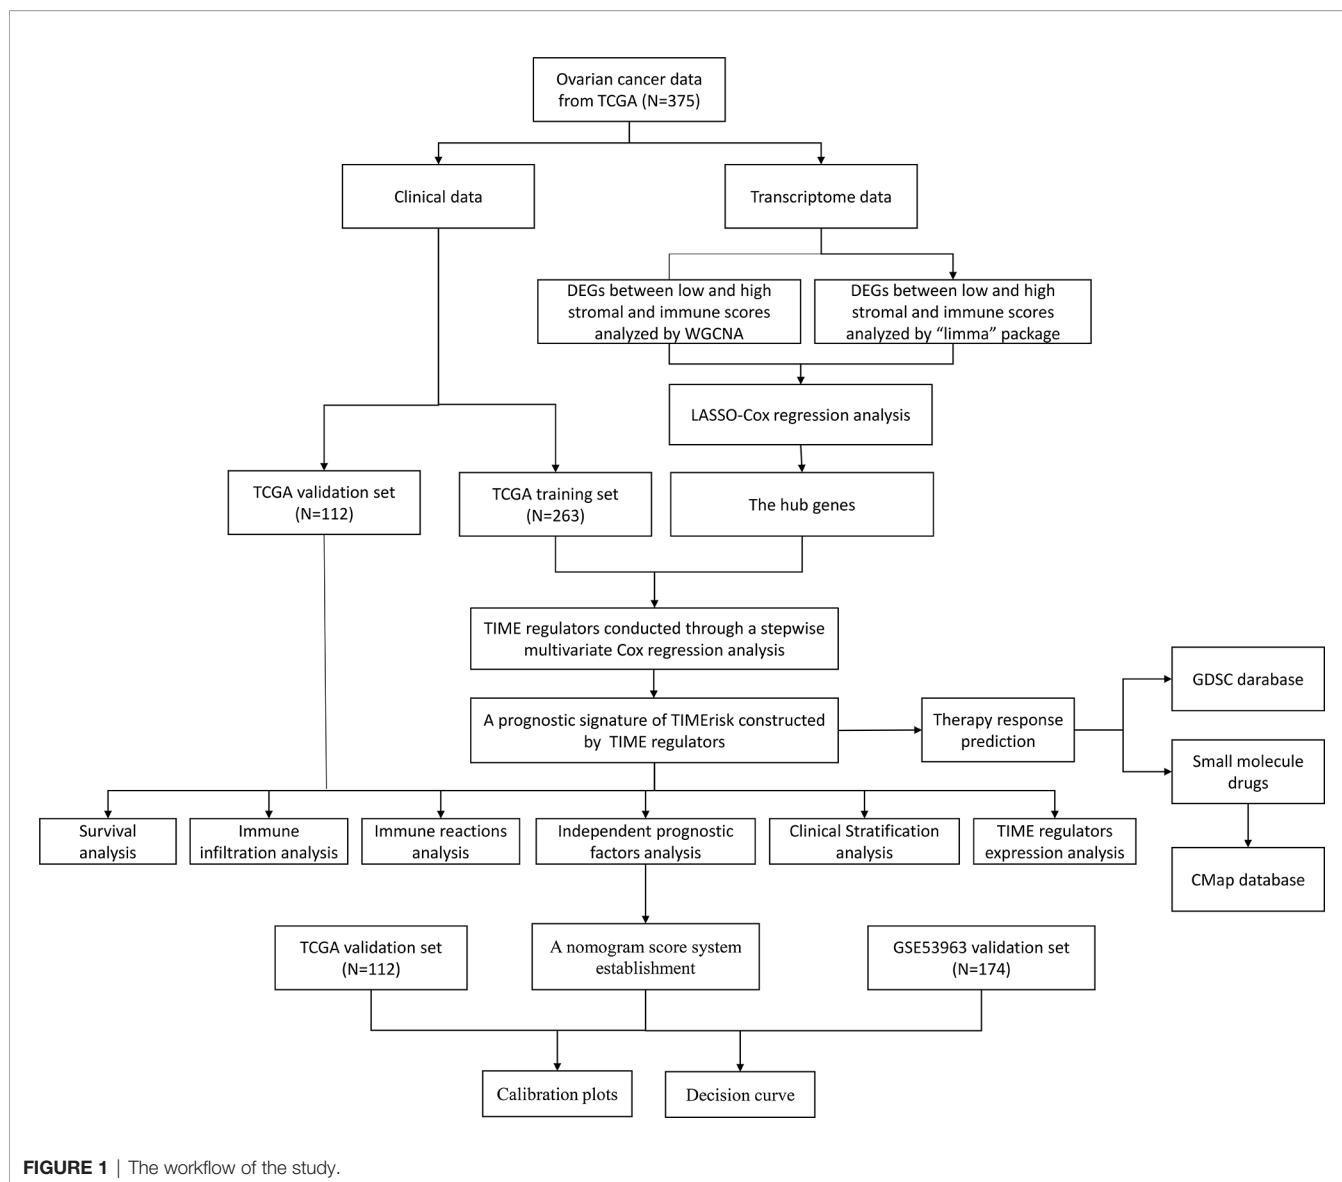 Ovarian cancer data
from TCGA (N=375)
Clinical data
Transcriptome data
DEGs between low and high
stromal and immune scores
analyzed by WGCNA
DEGs between low and high
stromal and immune scores
analyzed by “limma” package
LASSO-Cox regression analysis
TCGA validation set
(N=112)
TCGA training set
(N=263)
The hub genes
TIME regulators conducted through a stepwise
multivariate Cox regression analysis
A prognostic signature of TIMErisk constructed
by TIME regulators
Therapy response
prediction
GDSC darabase
Small molecule
drugs
CMap database
Survival
analysis
Immune
infiltration analysis
Immune reactions
analysis
Independent prognostic
factors analysis
Clinical Stratification
analysis
TIME regulators
expression analysis
TCGA validation set
(N=112)
A nomogram score system
establishment
GSE53963 validation set
(N=174)
Calibration plots
Decision curve
FIGURE 1 | The workflow of the study.